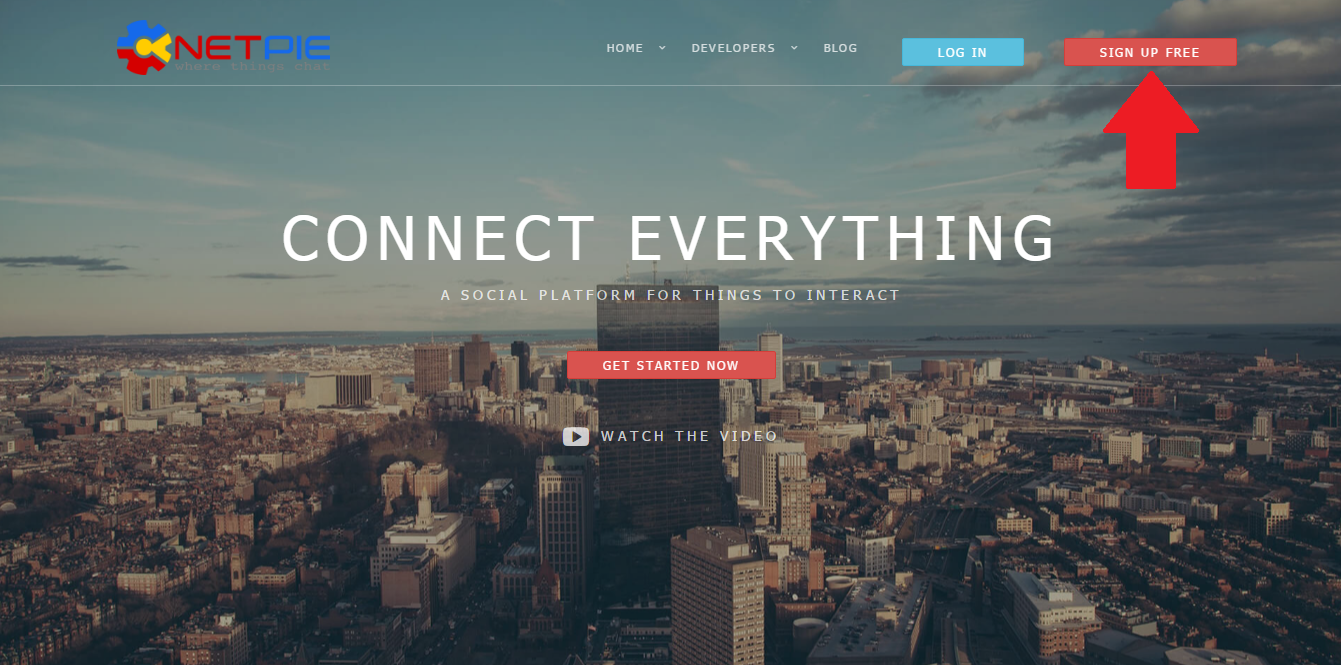 NETPIE
where things chat
HOME DEVELOPERS BLOG LOG IN SIGN UP FREE
CONNECT EVERYTHING
A SOCIAL PLATFORM FOR THINGS TO INTERACT
GET STARTED NOW
WATCH THE VIDEO